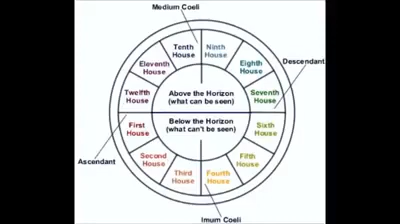 Medium Coeli
Descendant
Tenth
House
Ninth
House
Eleventh
House
Eighth
House
Twelfth
House
Above the Horizon
(what can be seen)
Seventh
House
First
House
Below the Horizon
(what can't be seen)
Sixth
House
Ascendant
Second
House
Fifth
House
Third
House
Fourth
House
Imum Coeli